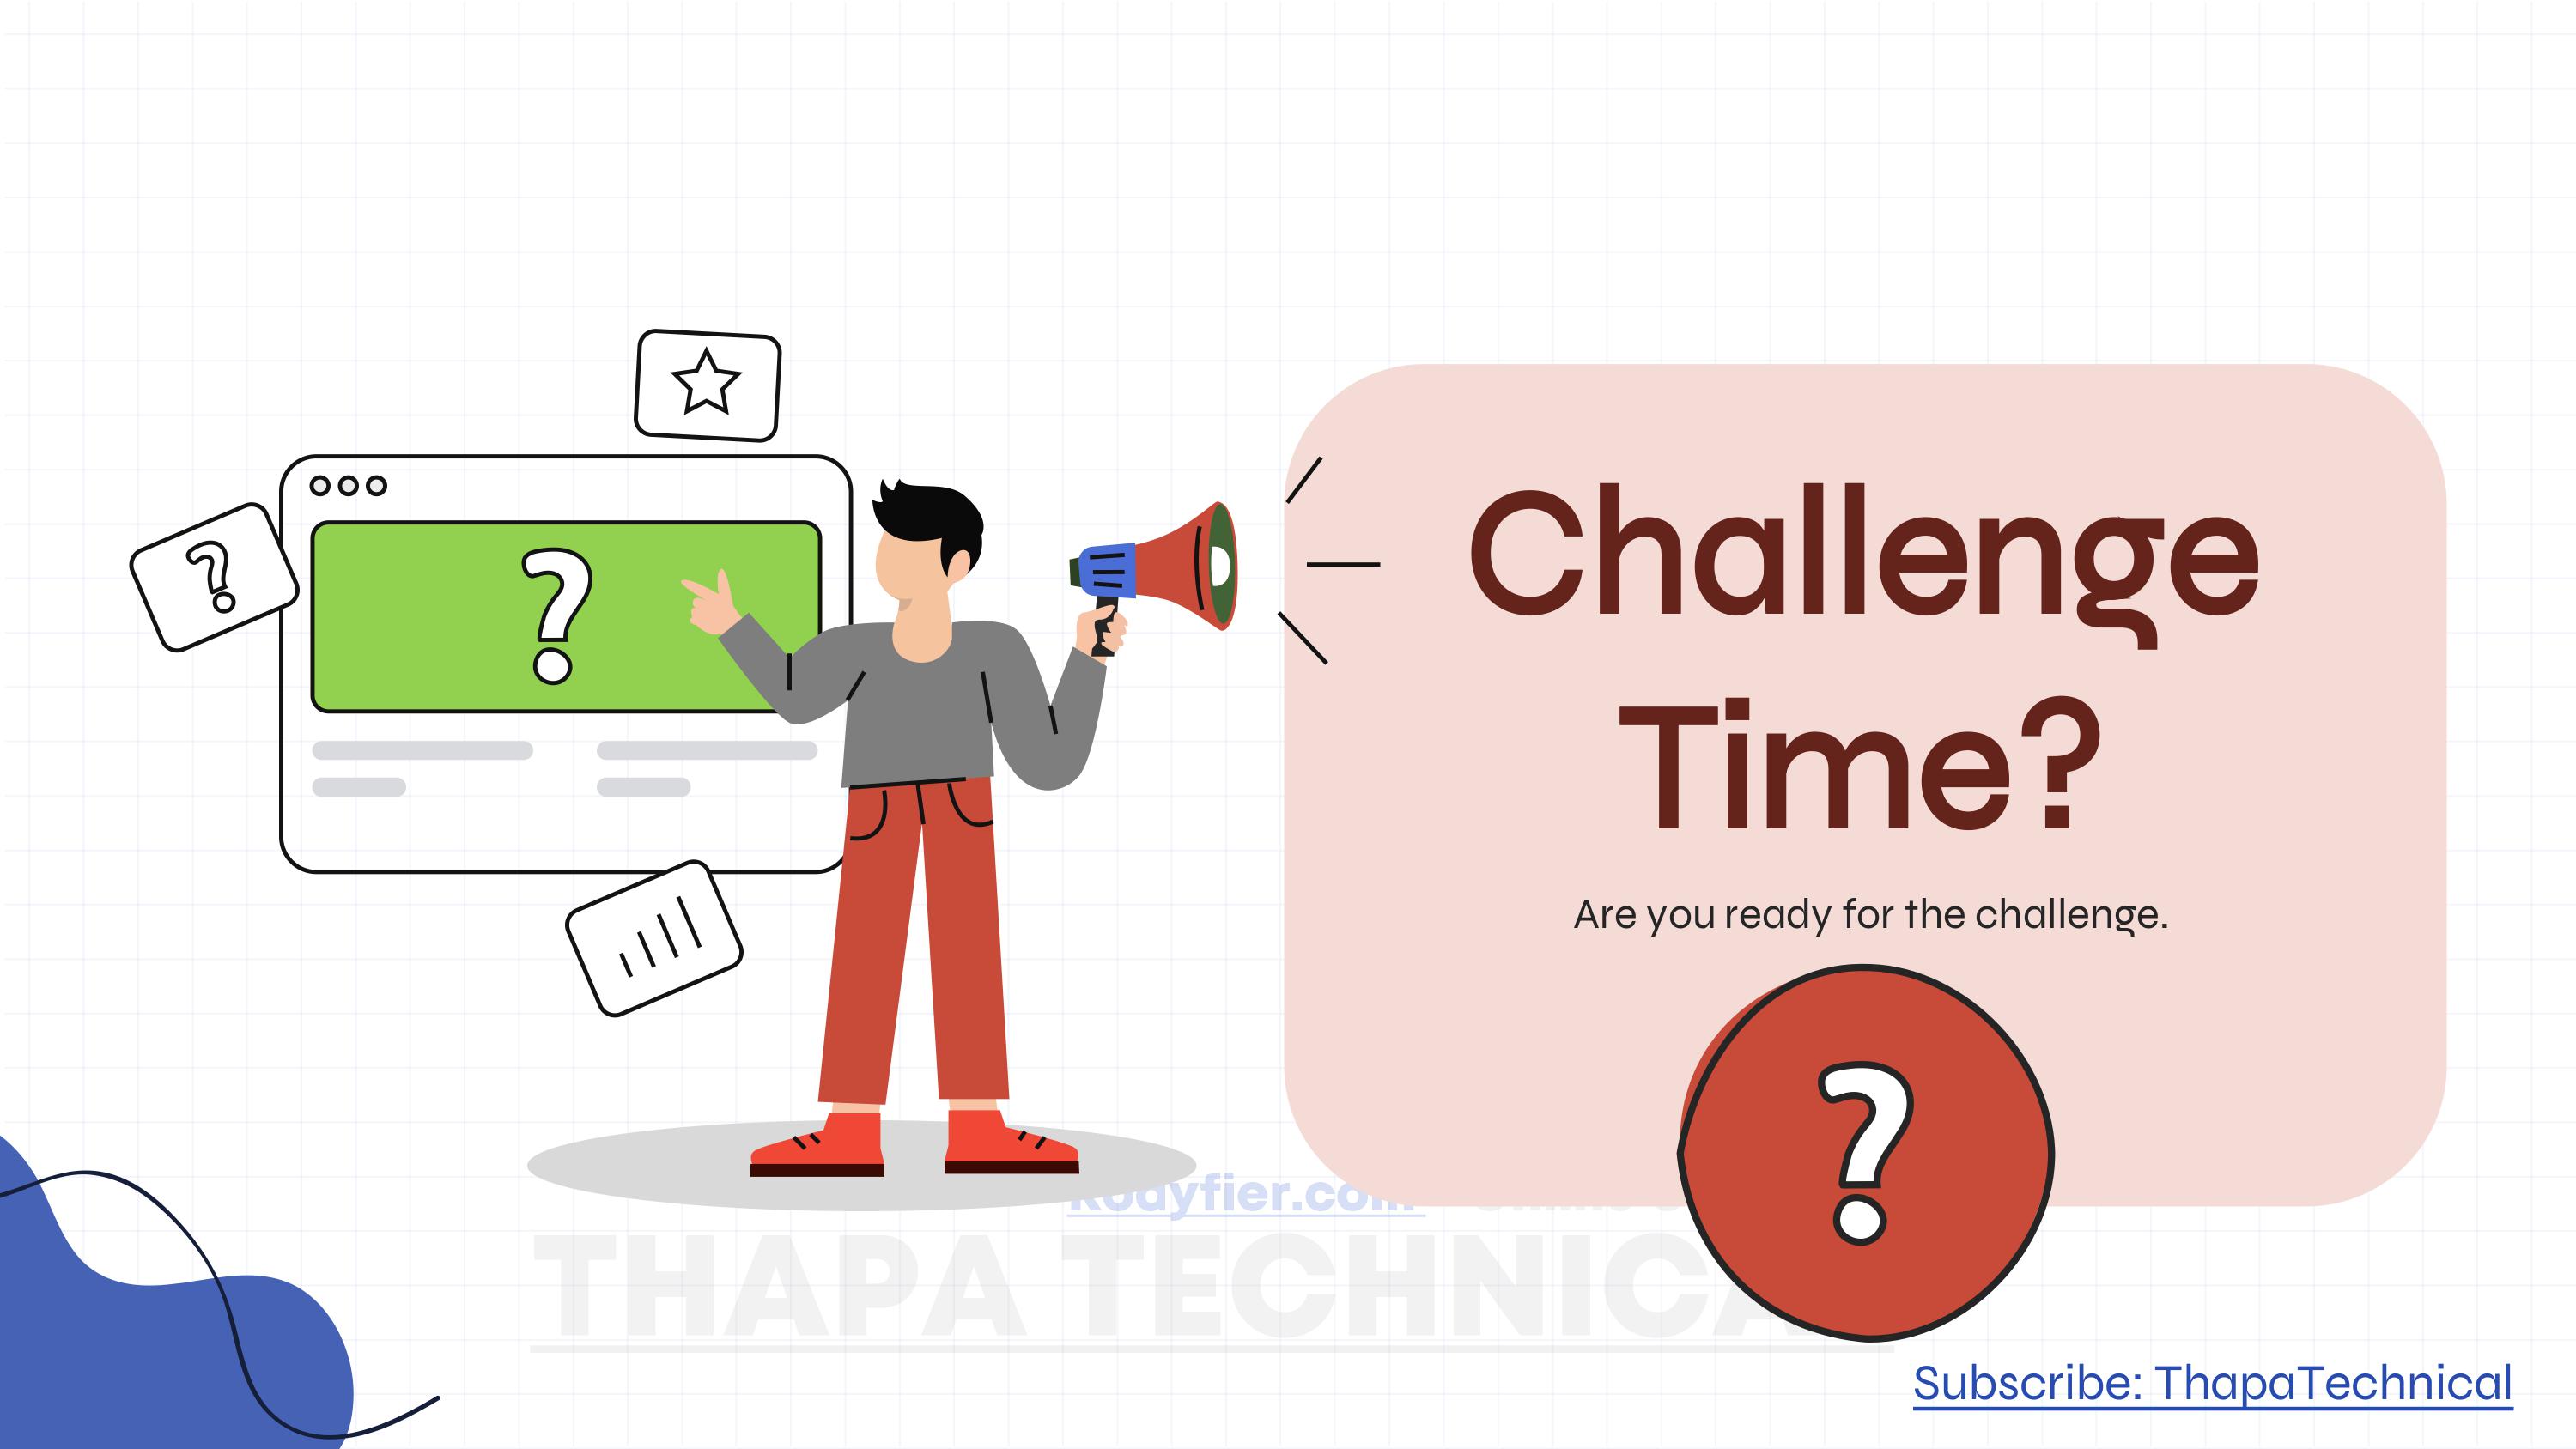 Challenge
Time?
Are you ready for the challenge.
?
?
?
THAPA TECHNICA
Subscribe: ThapaTechnical